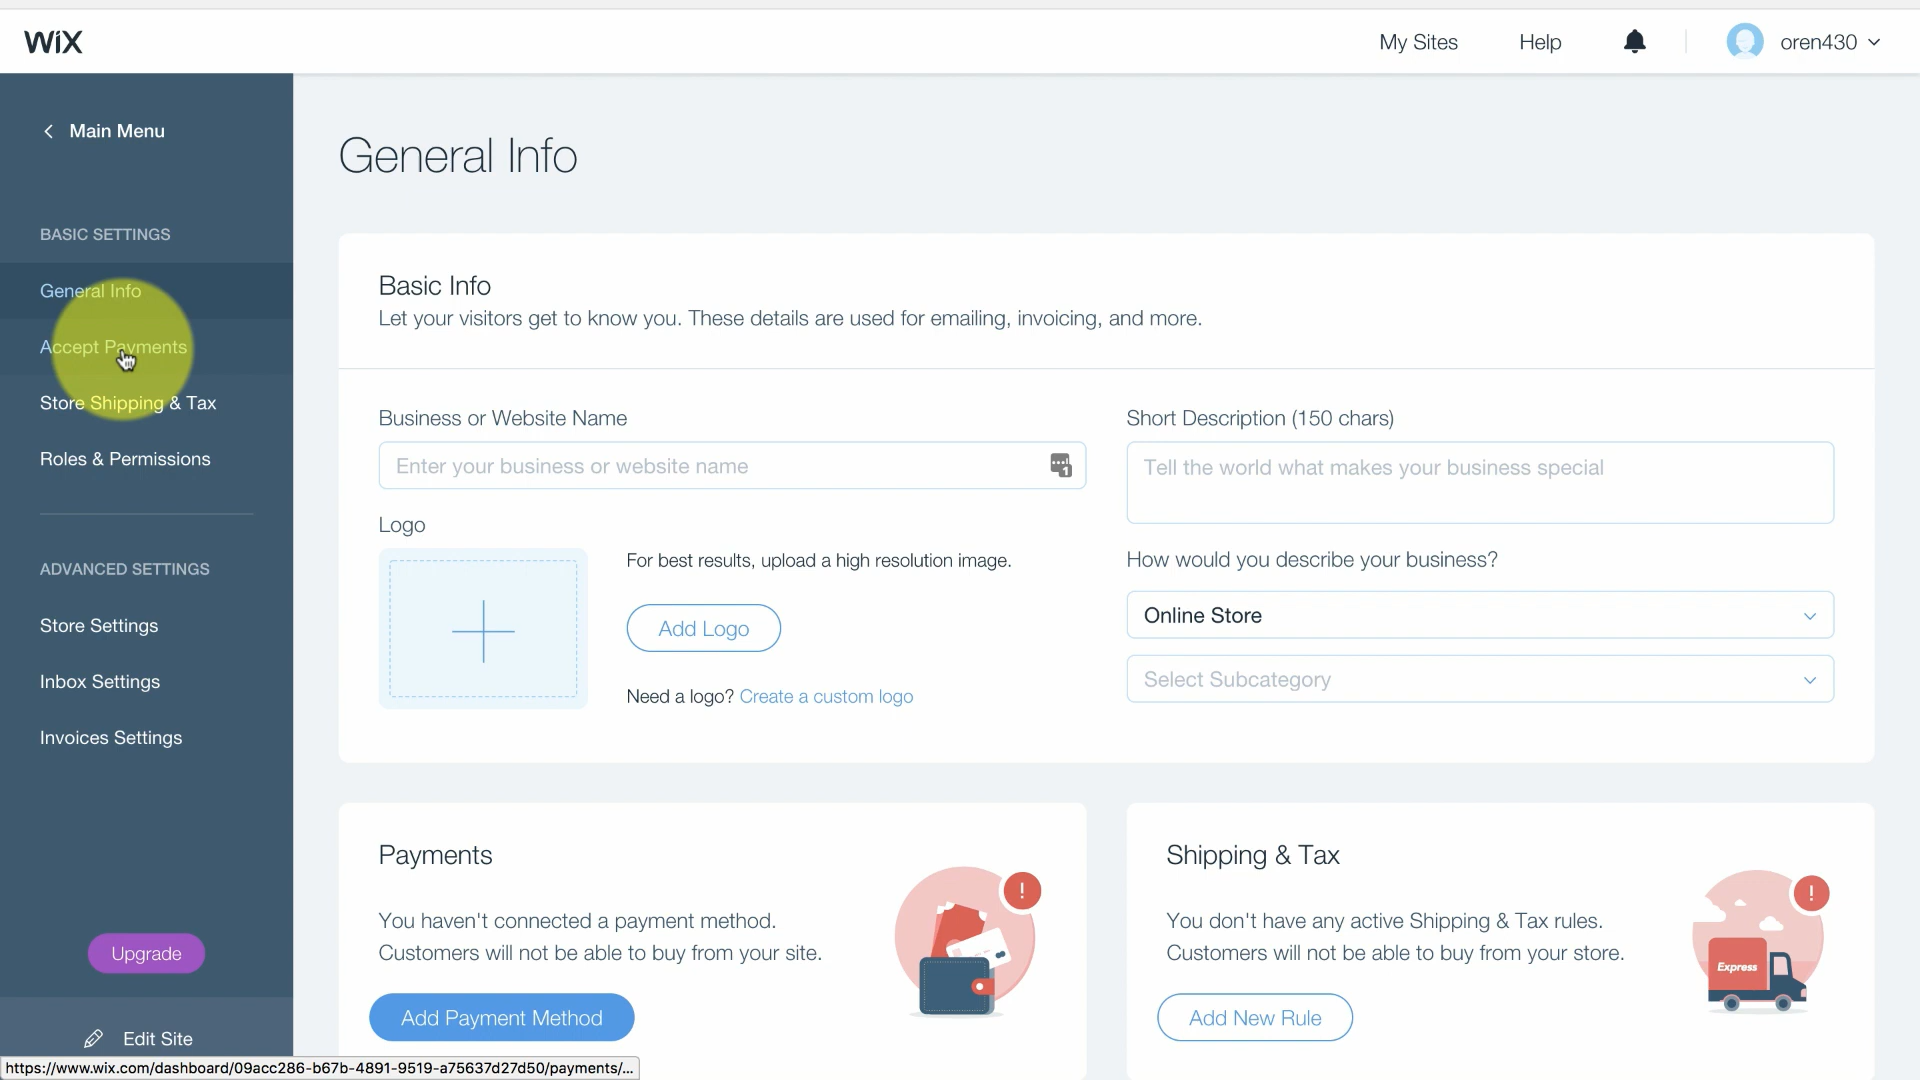 WiX
My Sites
Help
oren430
Main Menu
BASIC SETTINGS
General Info
Accept Payments
Store Shipping & Tax
Roles & Permissions
ADVANCED SETTINGS
Store Settings
Inbox Settings
Invoices Settings
Upgrade
Edit Site
General Info
Basic Info
Let your visitors get to know you. These details are used for emailing, invoicing, and more.
Business or Website Name
Enter your business or website name
1
Logo
For best results, upload a high resolution image.
Add Logo
Need a logo? Create a custom logo
Short Description (150 chars)
Tell the world what makes your business special
How would you describe your business?
Online Store
Select Subcategory
Payments
You haven't connected a payment method.
Customers will not be able to buy from your site.
Add Payment Method
!
Shipping & Tax
You don't have any active Shipping & Tax rules.
Customers will not be able to buy from your store.
Add New Rule
!
Express
https://www.wix.com/dashboard/09acc286-b67b-4891-9519-a75637d27d50/payments/...